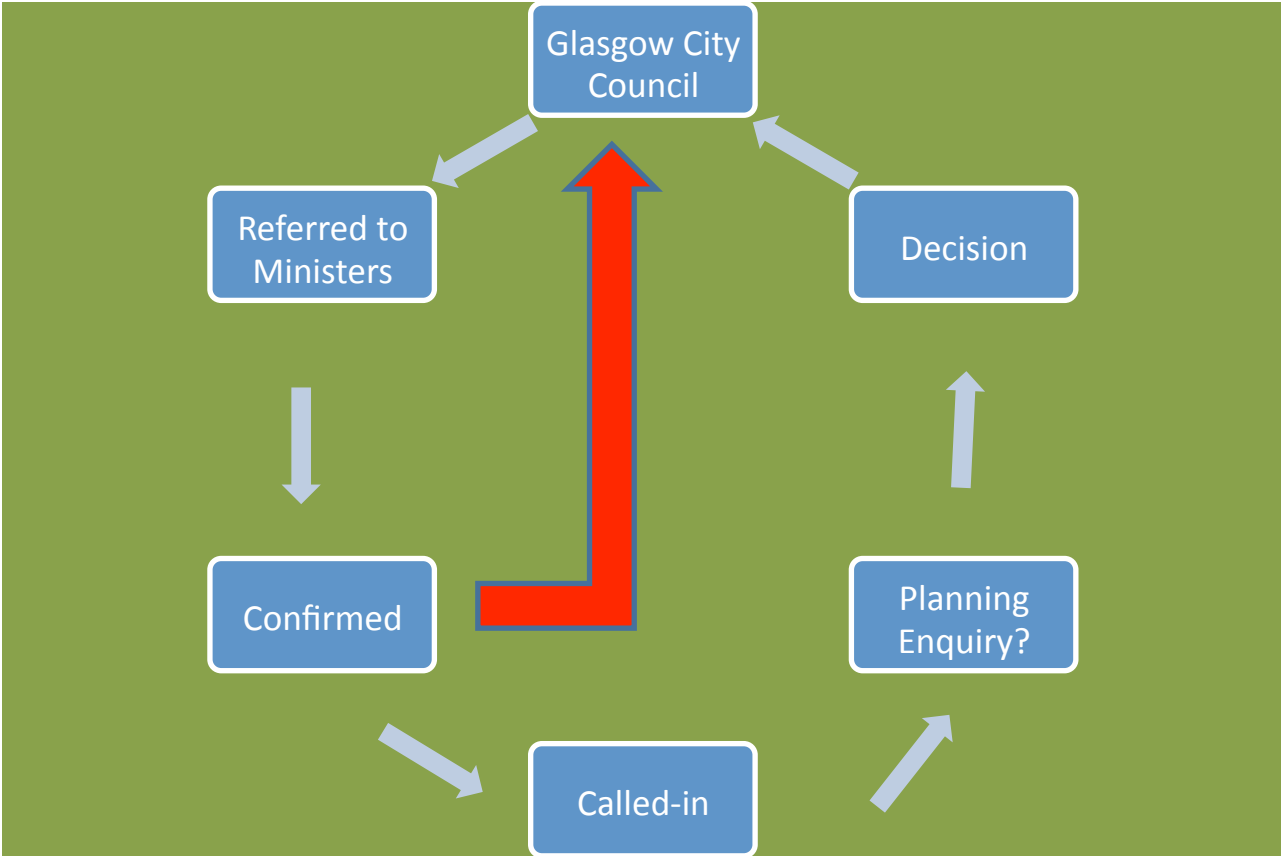 Glasgow City
Council
Referred to
Ministers
Confirmed
Called-in
Planning
Enquiry?
Decision